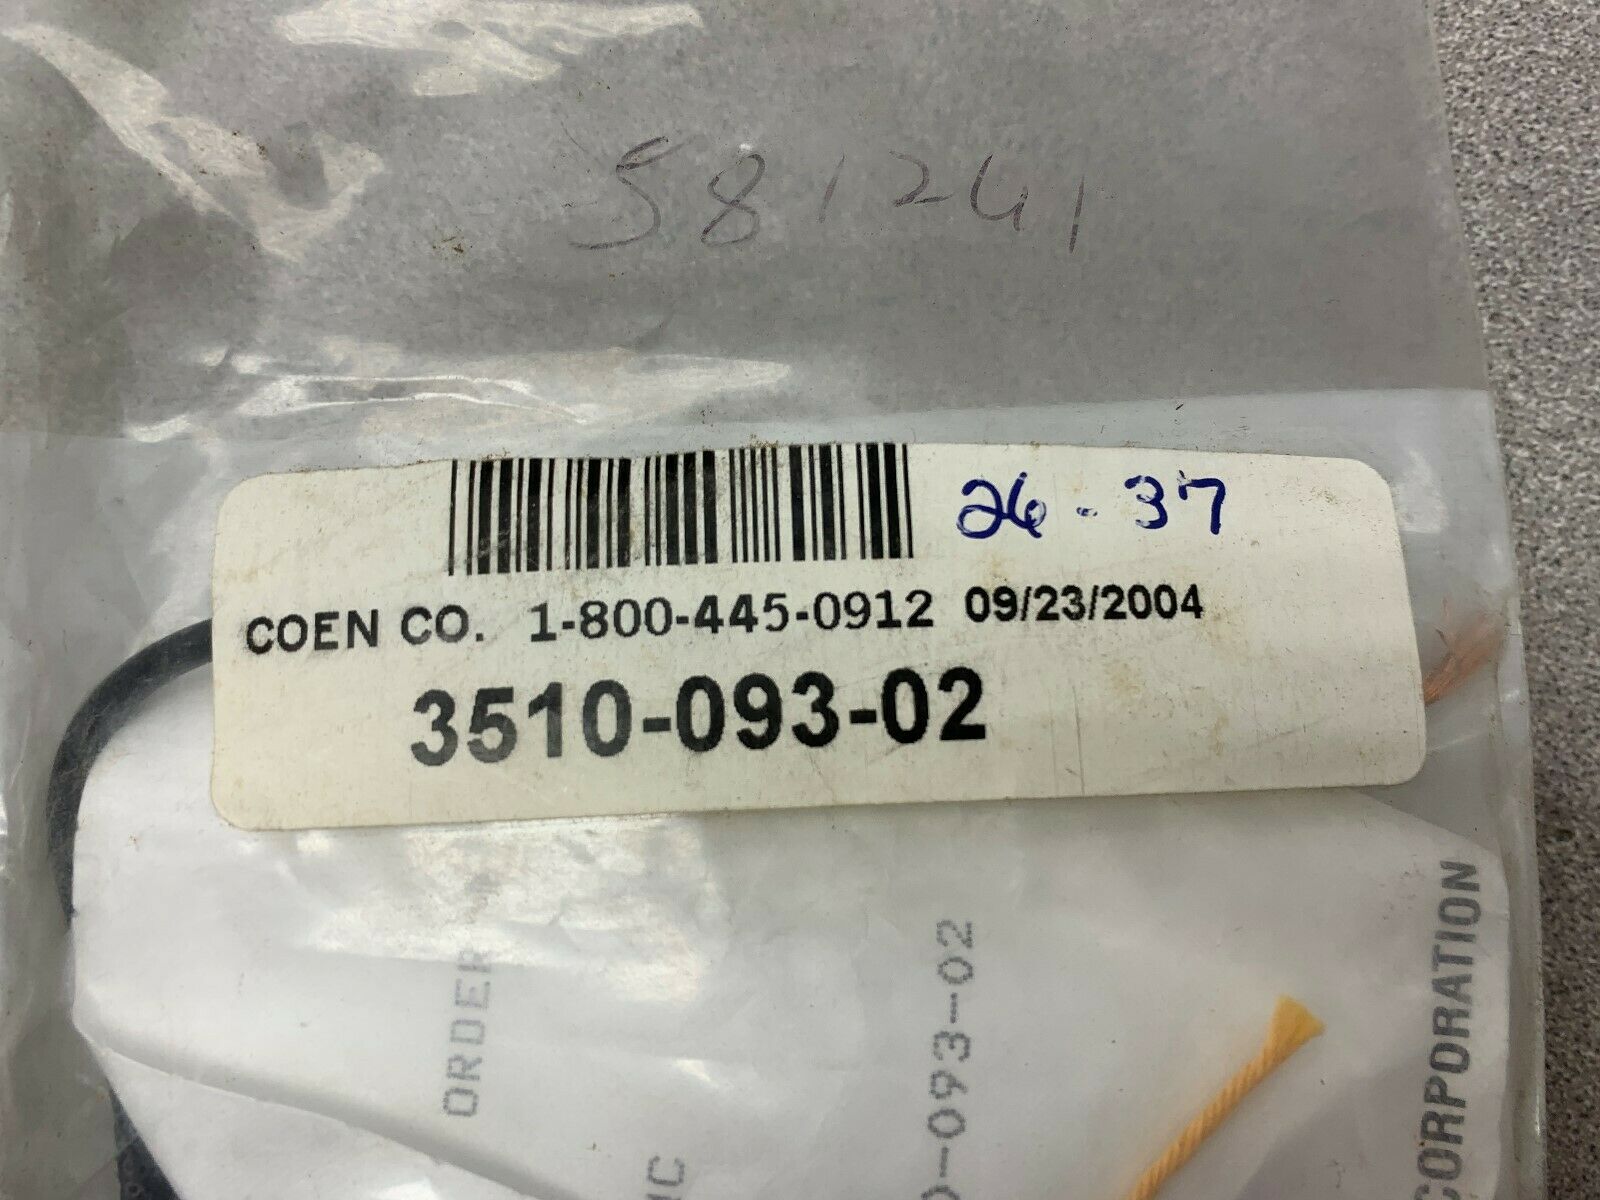 581241
26-37
COEN CO. 1-800-445-0912 09/23/2004
3510-093-02
ORDER
-093-02
CORPORATION